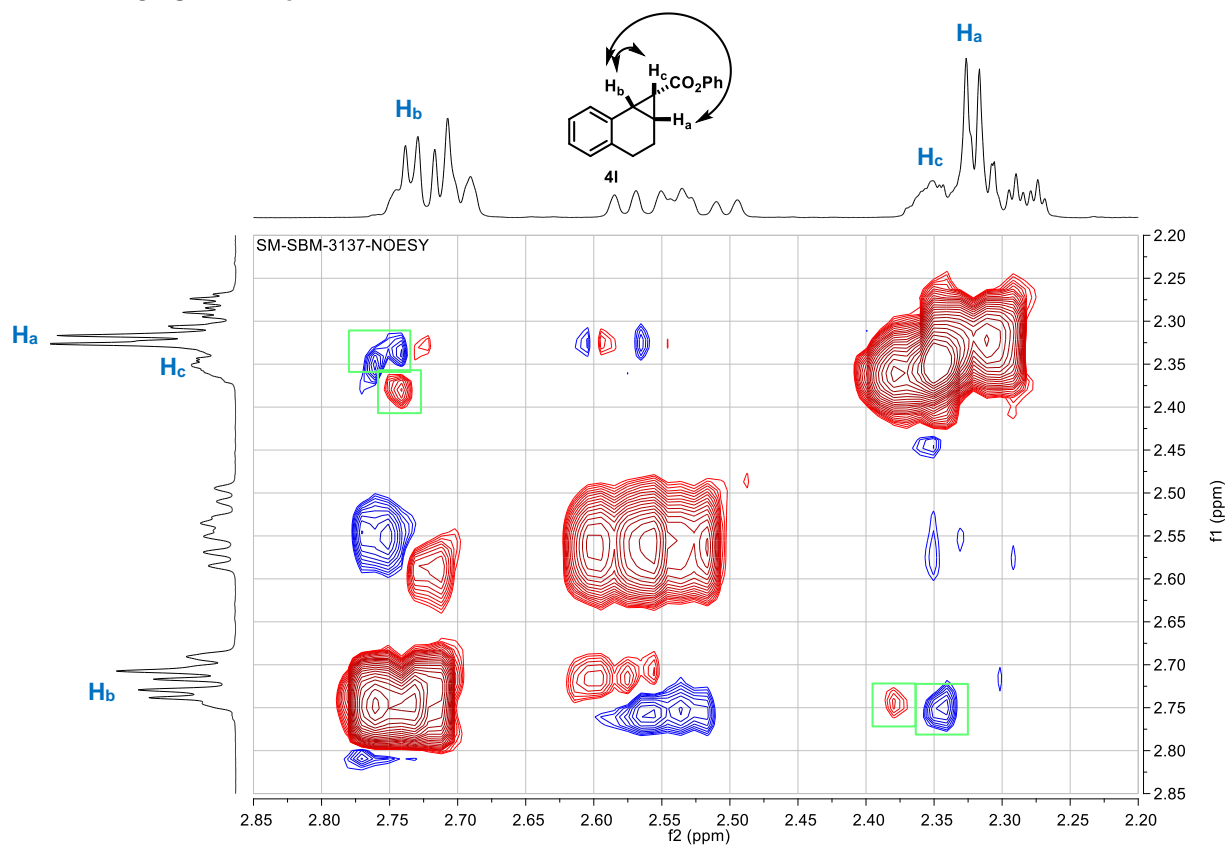 Ha
Hc CO2Ph
Hb
Ha
Hb
Hc
4l
SM-SBM-3137-NOESY
Ha
Hc
Hb
2.20
2.25
2.30
2.35
2.40
2.45
2.50
2.55
2.60
2.65
2.70
2.75
2.80
2.85
f1 (ppm)
2.85 2.80 2.75 2.70 2.65 2.60 2.55 2.50 2.45 2.40 2.35 2.30 2.25 2.20
f2 (ppm)